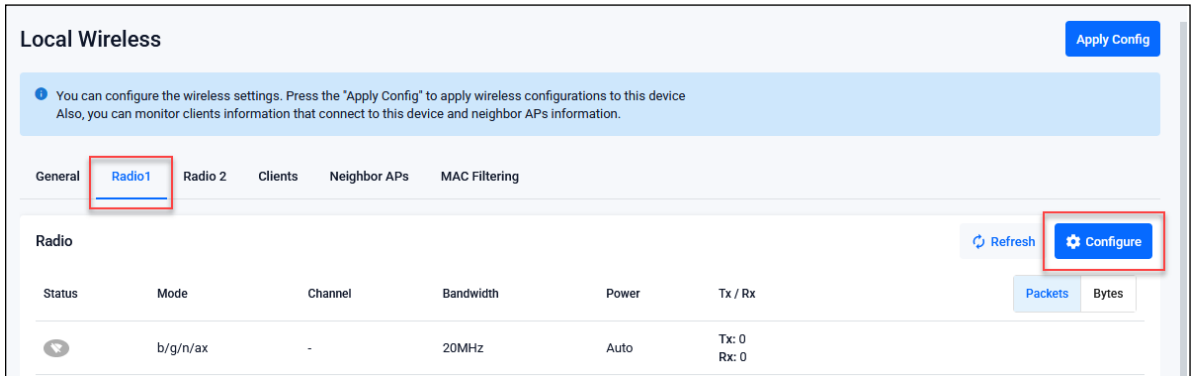 Local Wireless
Apply Config
You can configure the wireless settings. Press the "Apply Config" to apply wireless configurations to this device
Also, you can monitor clients information that connect to this device and neighbor APs information.
General Radio1 Radio 2 Clients Neighbor APs MAC Filtering
Radio
Refresh Configure
Status Mode Channel Bandwidth Power Tx / Rx Packets Bytes
b/g/n/ax - 20MHz Auto Tx: 0
Rx: 0